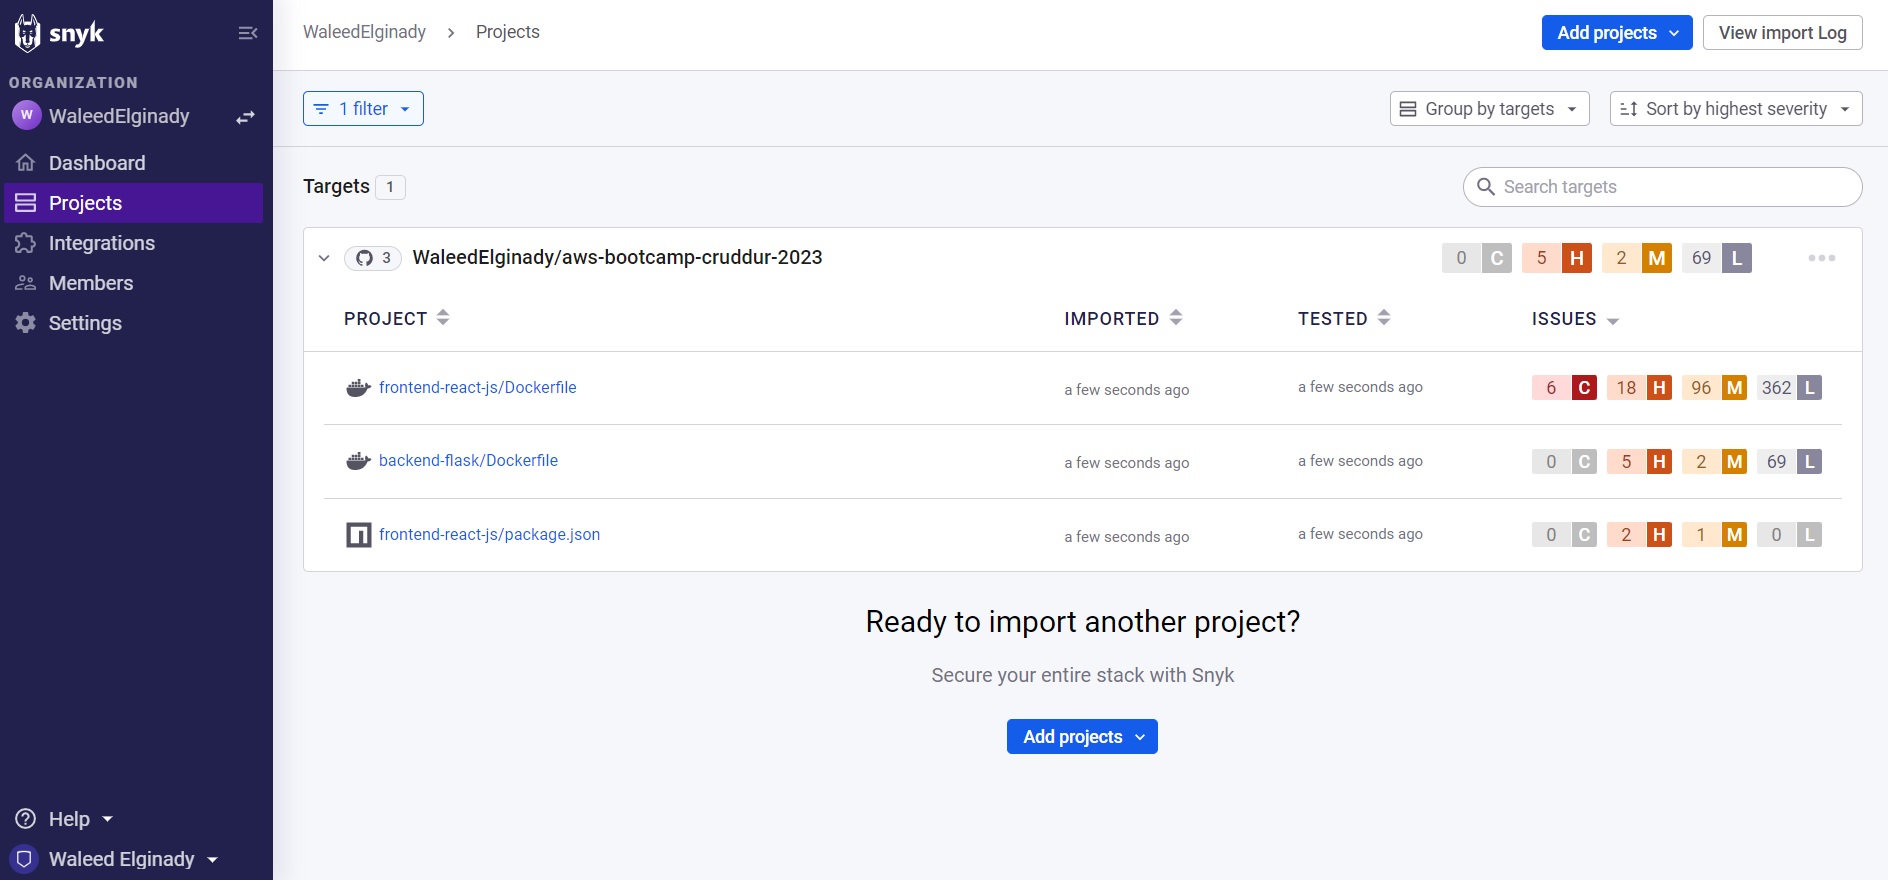 snyk
ORGANIZATION
W WaleedElginady
Dashboard
Projects
Integrations
Members
Settings
Help
Waleed Elginady
WaleedElginady > Projects
Add projects
View import Log
1 filter
Group by targets
Sort by highest severity
Targets 1
Search targets
3 WaleedElginady/aws-bootcamp-cruddur-2023 0 C 5 H 2 M 69 L
PROJECT IMPORTED TESTED ISSUES
frontend-react-js/Dockerfile a few seconds ago a few seconds ago 6 C 18 H 96 M 362 L
backend-flask/Dockerfile a few seconds ago a few seconds ago 0 C 5 H 2 M 69 L
frontend-react-js/package.json a few seconds ago a few seconds ago 0 C 2 H 1 M 0 L
Ready to import another project?
Secure your entire stack with Snyk
Add projects